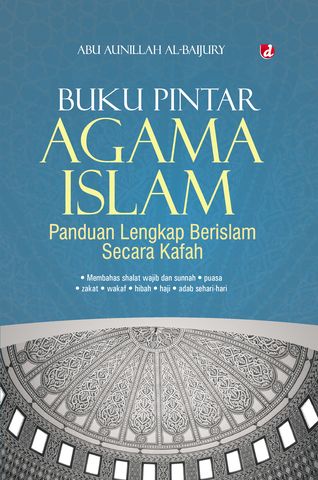 ABU AUNILLAH AL-BAIJURY
d
BUKU PINTAR
AGAMA
ISLAM
Panduan Lengkap Berislam
Secara Kafah
• Membahas shalat wajib dan sunnah • puasa
• zakat • wakaf • hibah • haji • adab sehari-hari